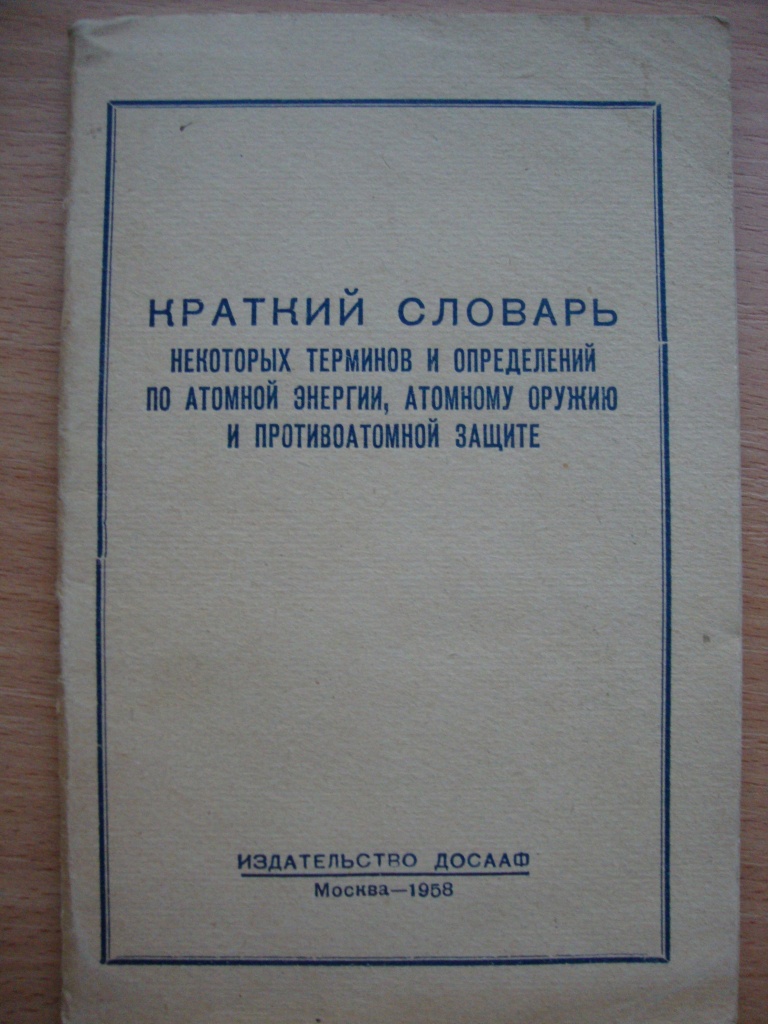 КРАТКИЙ СЛОВАРЬ
НЕКОТОРЫХ ТЕРМИНОВ И ОПРЕДЕЛЕНИЙ
ПО АТОМНОЙ ЭНЕРГИИ, АТОМНОМУ ОРУЖИЮ
И ПРОТИВОАТОМНОЙ ЗАЩИТЕ
ИЗДАТЕЛЬСТВО ДОСААФ
Москва—1958